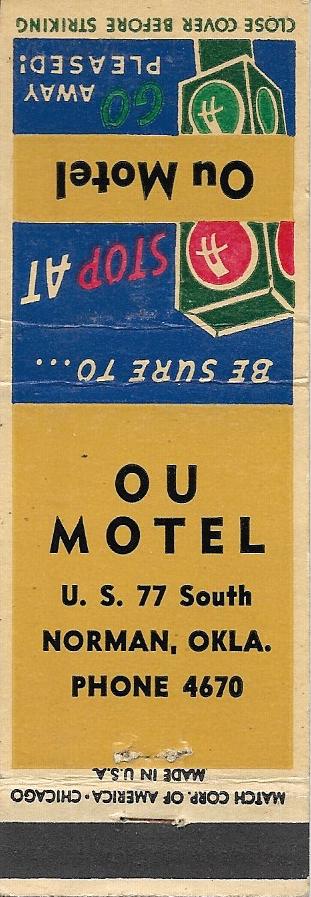 CLOSE COVER BEFORE STRIKING
BE SURE TO...
STOP AT
Ou Motel
GO AWAY
PLEASED!
OU
MOTEL
U. S. 77 South
NORMAN, OKLA.
PHONE 4670
MATCH CORP. OF AMERICA • CHICAGO
MADE IN U.S.A.